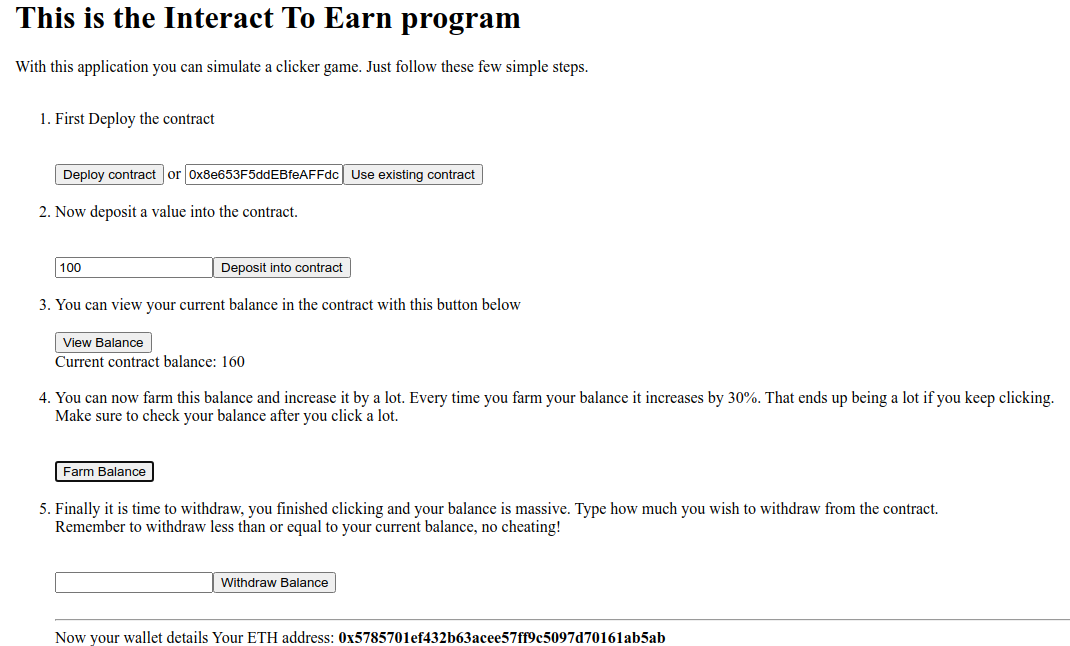 This is the Interact To Earn program
With this application you can simulate a clicker game. Just follow these few simple steps.
1. First Deploy the contract
Deploy contract or 0x8e653F5ddEBfeAFFdc Use existing contract
2. Now deposit a value into the contract.
100 Deposit into contract
3. You can view your current balance in the contract with this button below
View Balance
Current contract balance: 160
4. You can now farm this balance and increase it by a lot. Every time you farm your balance it increases by 30%. That ends up being a lot if you keep clicking.
Make sure to check your balance after you click a lot.
Farm Balance
5. Finally it is time to withdraw, you finished clicking and your balance is massive. Type how much you wish to withdraw from the contract.
Remember to withdraw less than or equal to your current balance, no cheating!
Withdraw Balance
Now your wallet details Your ETH address: 0x5785701ef432b63acee57ff9c5097d70161ab5ab